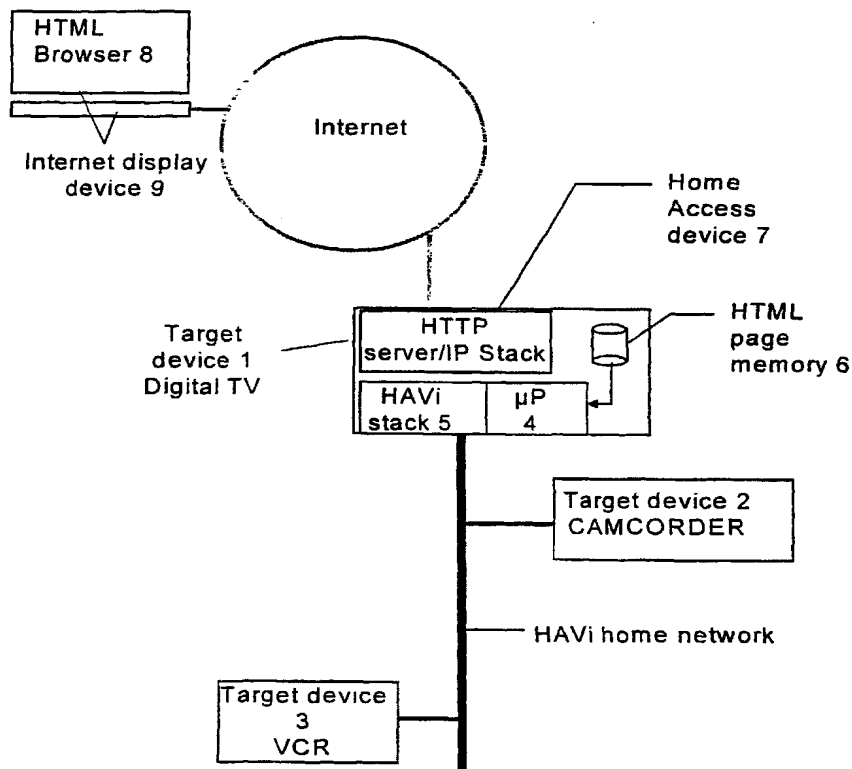 HTML
Browser 8
Internet
Internet display
device 9
Home
Access
device 7
Target
device 1
Digital TV
HTTP
server/IP Stack
HTML
page
memory 6
HAVi
stack 5
µP
4
Target device 2
CAMCORDER
HAVi home network
Target device
3
VCR